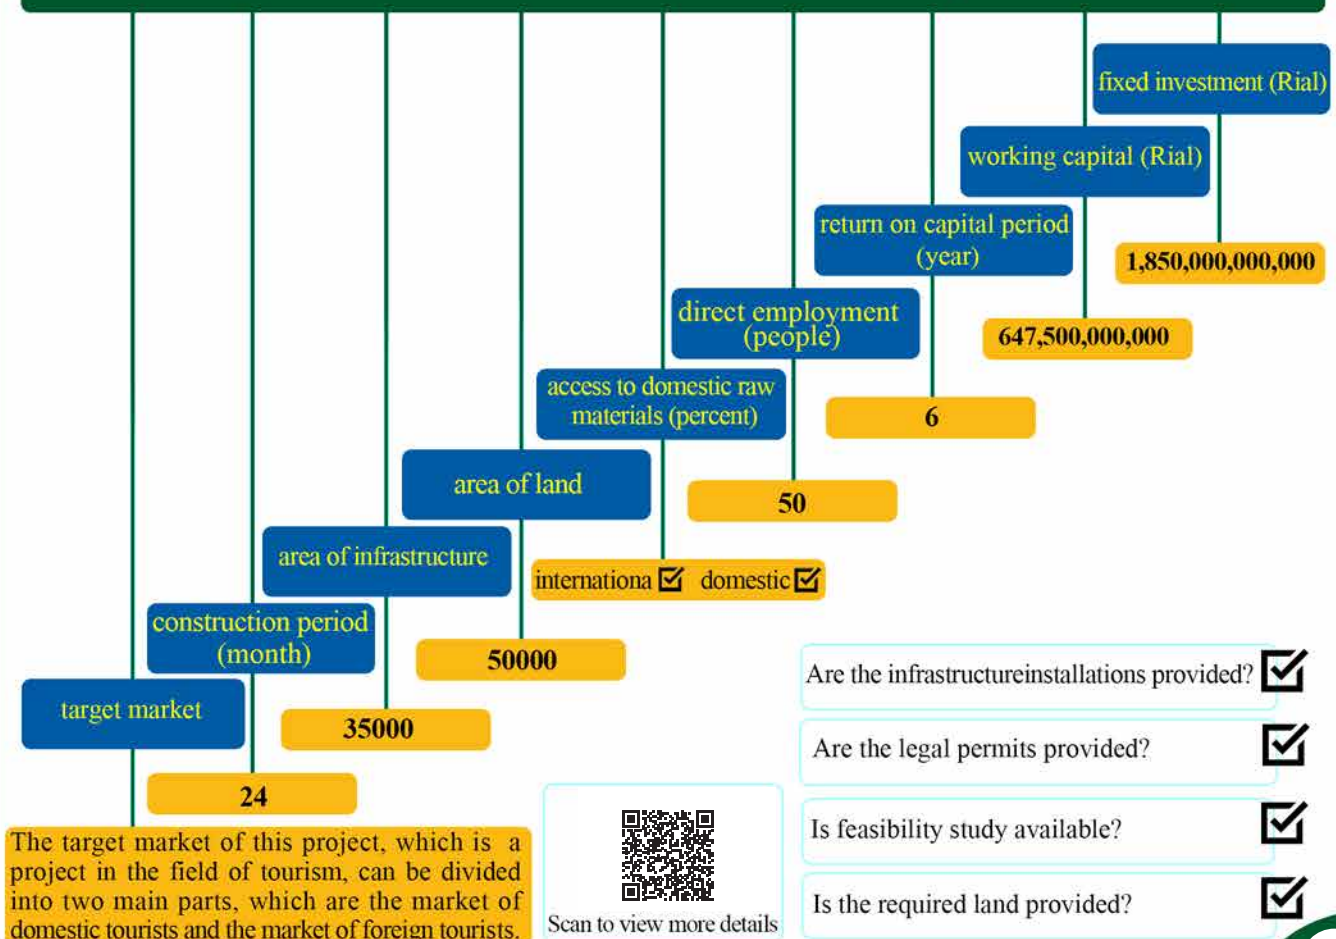 fixed investment (Rial)
1,850,000,000,000
working capital (Rial)
647,500,000,000
return on capital period
(year)
6
direct employment
(people)
50
access to domestic raw
materials (percent)
internationa domestic
area of land
50000
area of infrastructure
35000
construction period
(month)
24
target market
The target market of this project, which is a
project in the field of tourism, can be divided
into two main parts, which are the market of
domestic tourists and the market of foreign tourists.
Scan to view more details
Are the infrastructureinstallations provided?
Are the legal permits provided?
Is feasibility study available?
Is the required land provided?